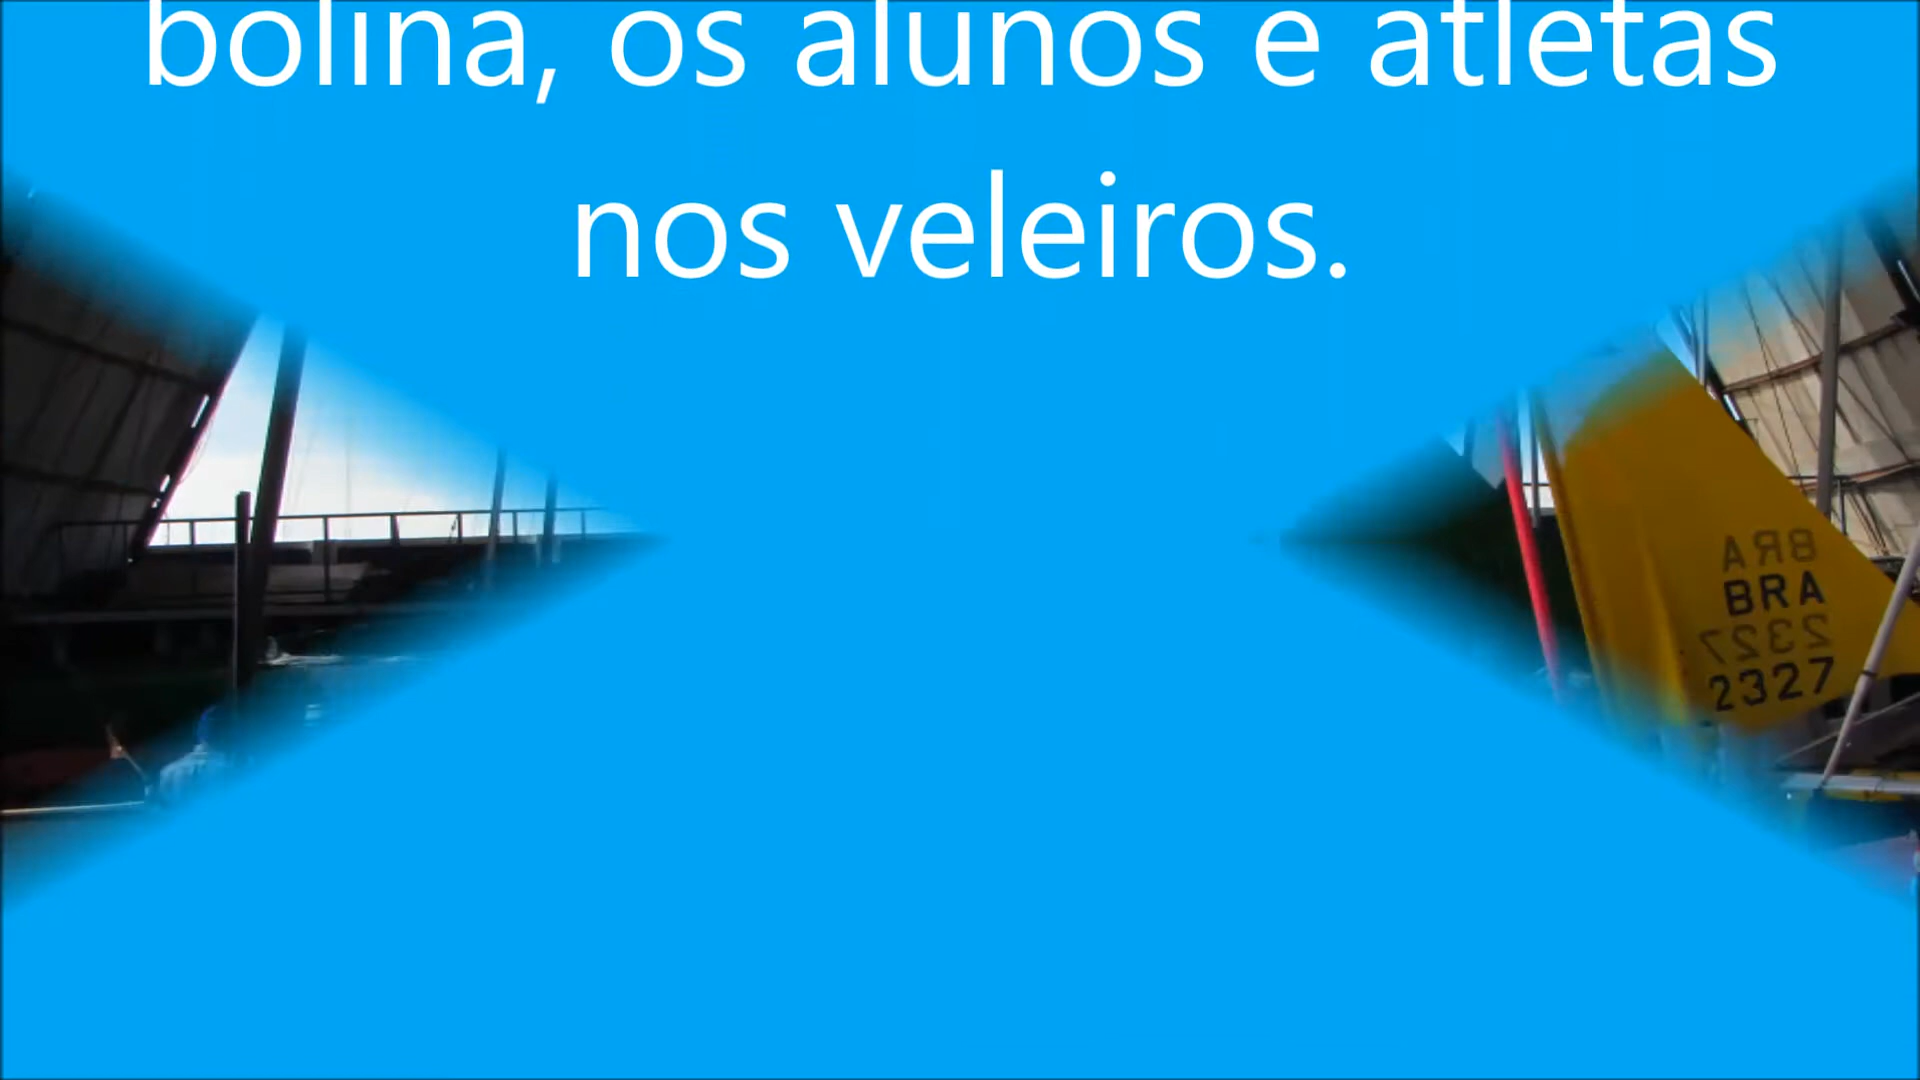 bolina, os alunos e atletas
nos veleiros.
BRA
BRA
2327
2327